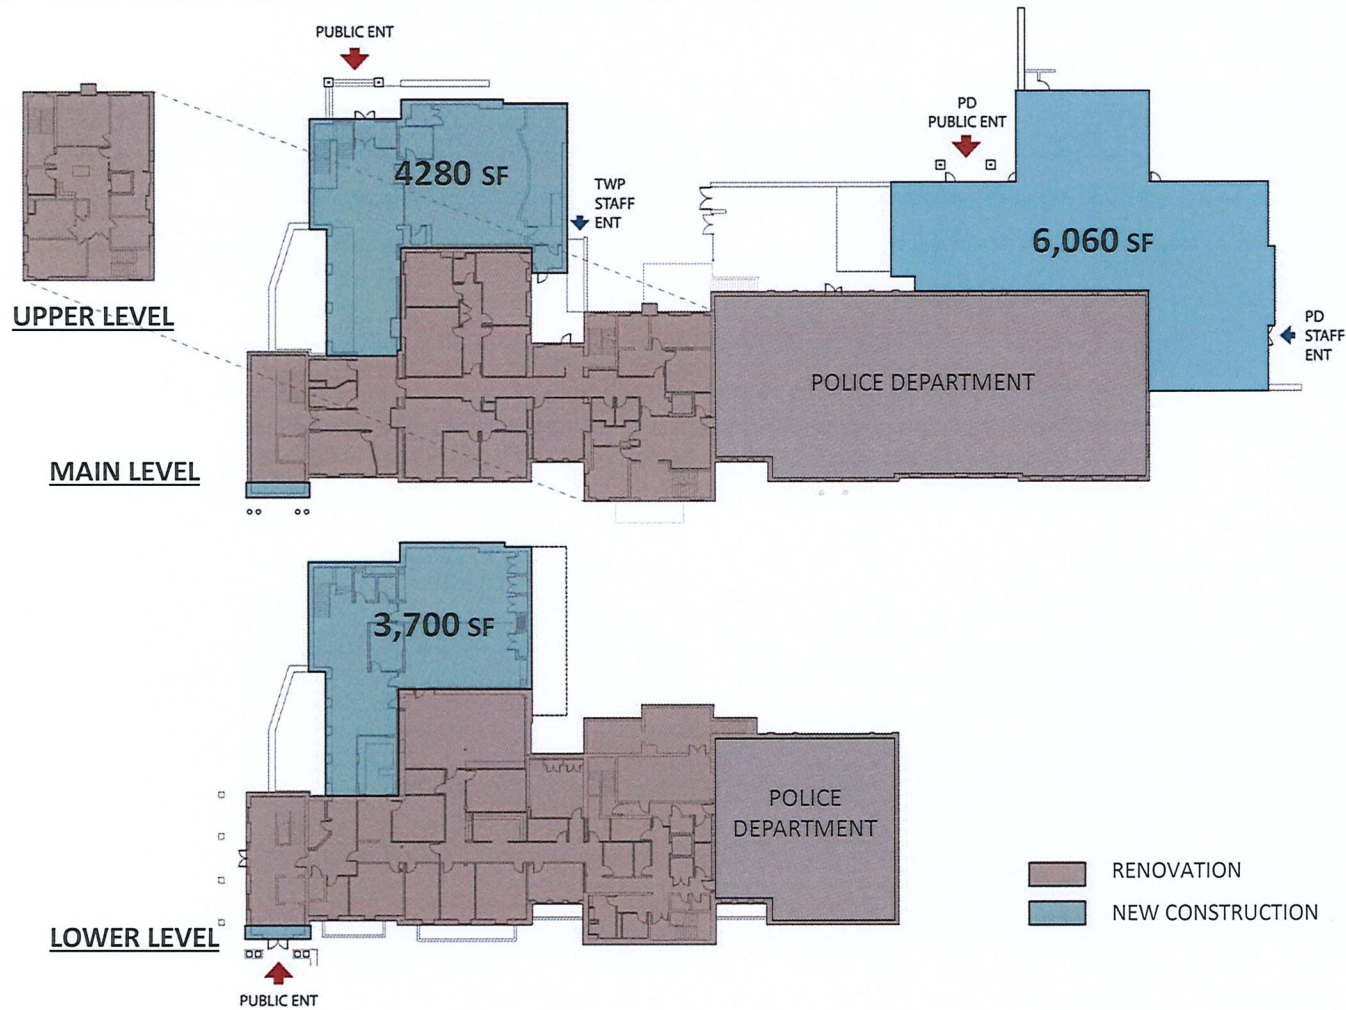 PUBLIC ENT
PD
PUBLIC ENT
4280 SF
TWP
STAFF
ENT
6,060 SF
UPPER LEVEL
PD
STAFF
ENT
POLICE DEPARTMENT
MAIN LEVEL
3,700 SF
POLICE
DEPARTMENT
RENOVATION
NEW CONSTRUCTION
LOWER LEVEL
PUBLIC ENT